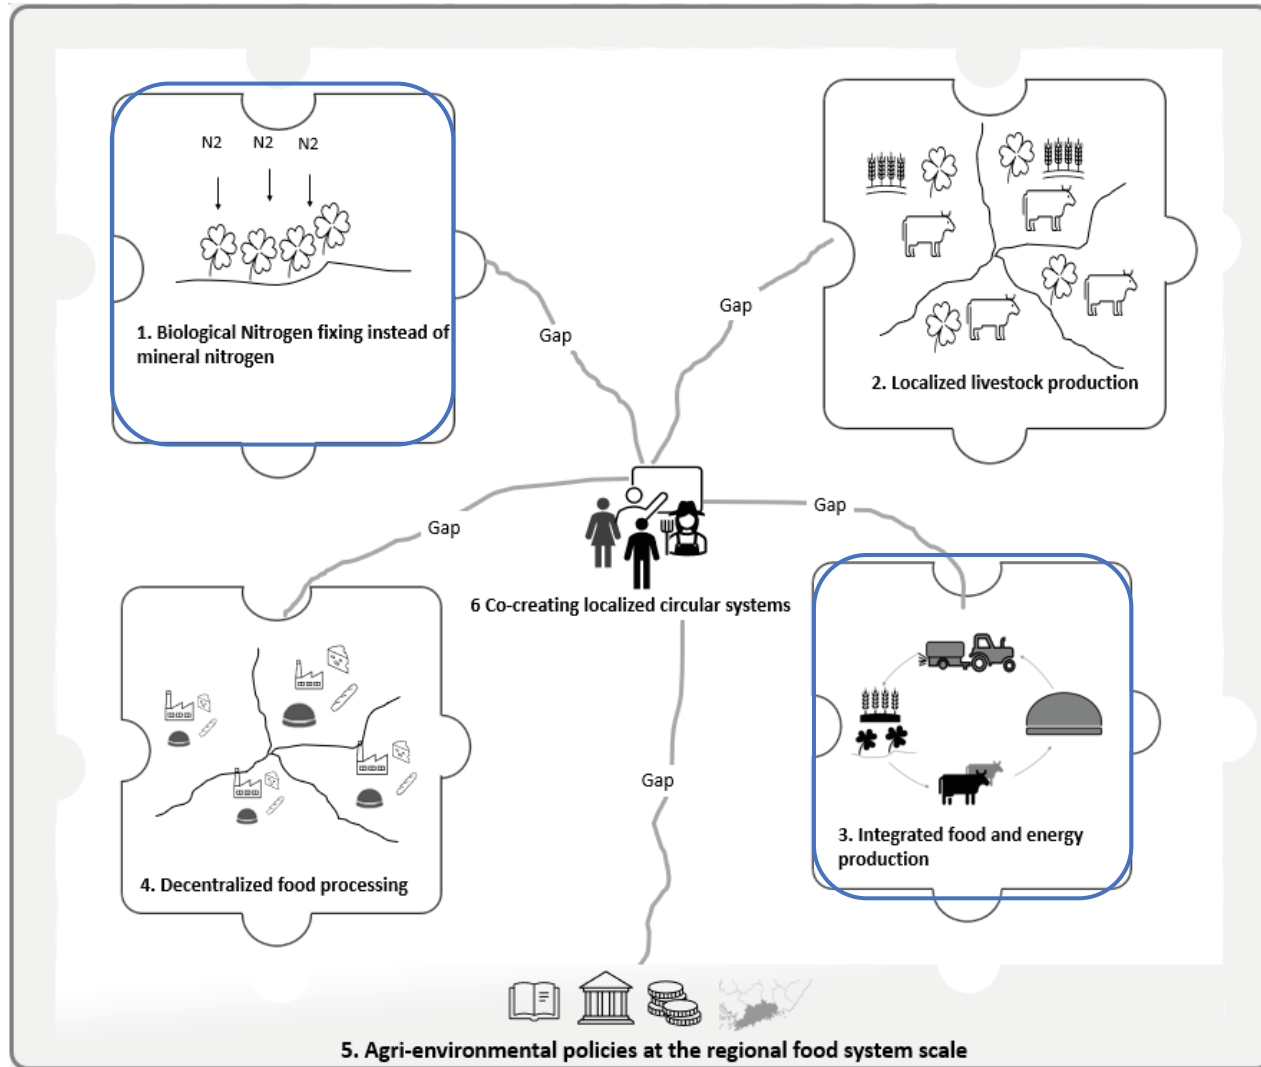 N2 N2 N2
1. Biological Nitrogen fixing instead of
mineral nitrogen
Gap
Gap
2. Localized livestock production
Gap
Gap
6 Co-creating localized circular systems
Gap
3. Integrated food and energy
production
4. Decentralized food processing
5. Agri-environmental policies at the regional food system scale